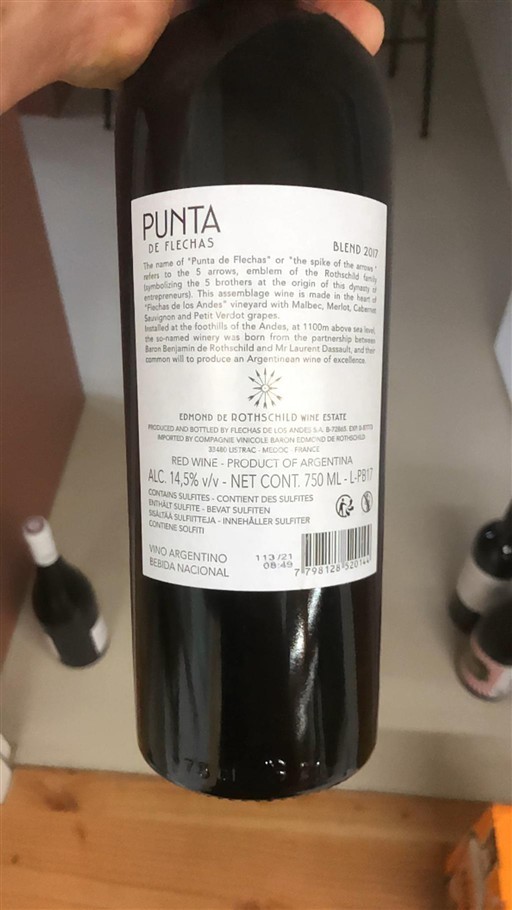 PUNTA
DE FLECHAS
BLEND 2017
The name of "Punta de Flechas" or "the spike of the arrows "
refers to the 5 arrows, emblem of the Rothschild family
(symbolizing the 5 brothers at the origin of this dynasty of
entrepreneurs). This assemblage wine is made in the heart of
"Flechas de los Andes" vineyard with Malbec, Merlot, Cabernet
Sauvignon and Petit Verdot grapes.
Installed at the foothills of the Andes, at 1100m above sea level,
the so-named winery was born from the partnership between
Baron Benjamin de Rothschild and Mr Laurent Dassault, and their
common will to produce an Argentinean wine of excellence.
EDMOND DE ROTHSCHILD WINE ESTATE
PRODUCED AND BOTTLED BY FLECHAS DE LOS ANDES S.A. B-72865.
IMPORTED BY COMPAGNIE VINICOLE BARON EDMOND DE ROTHSCHILD
33480 LISTRAC - MEDOC - FRANCE
RED WINE - PRODUCT OF ARGENTINA
ALC. 14,5% v/v - NET CONT. 750 ML - L-PB17
CONTAINS SULFITES - CONTIENT DES SULFITES
ENTHÄLT SULFITE - BEVAT SULFITEN
SISÄLTÄÄ SULFIITTEJA - INNEHÅLLER SULFITER
CONTIENE SOLFITI
VINO ARGENTINO
BEBIDA NACIONAL
113/21
08:49
7 798128 520144